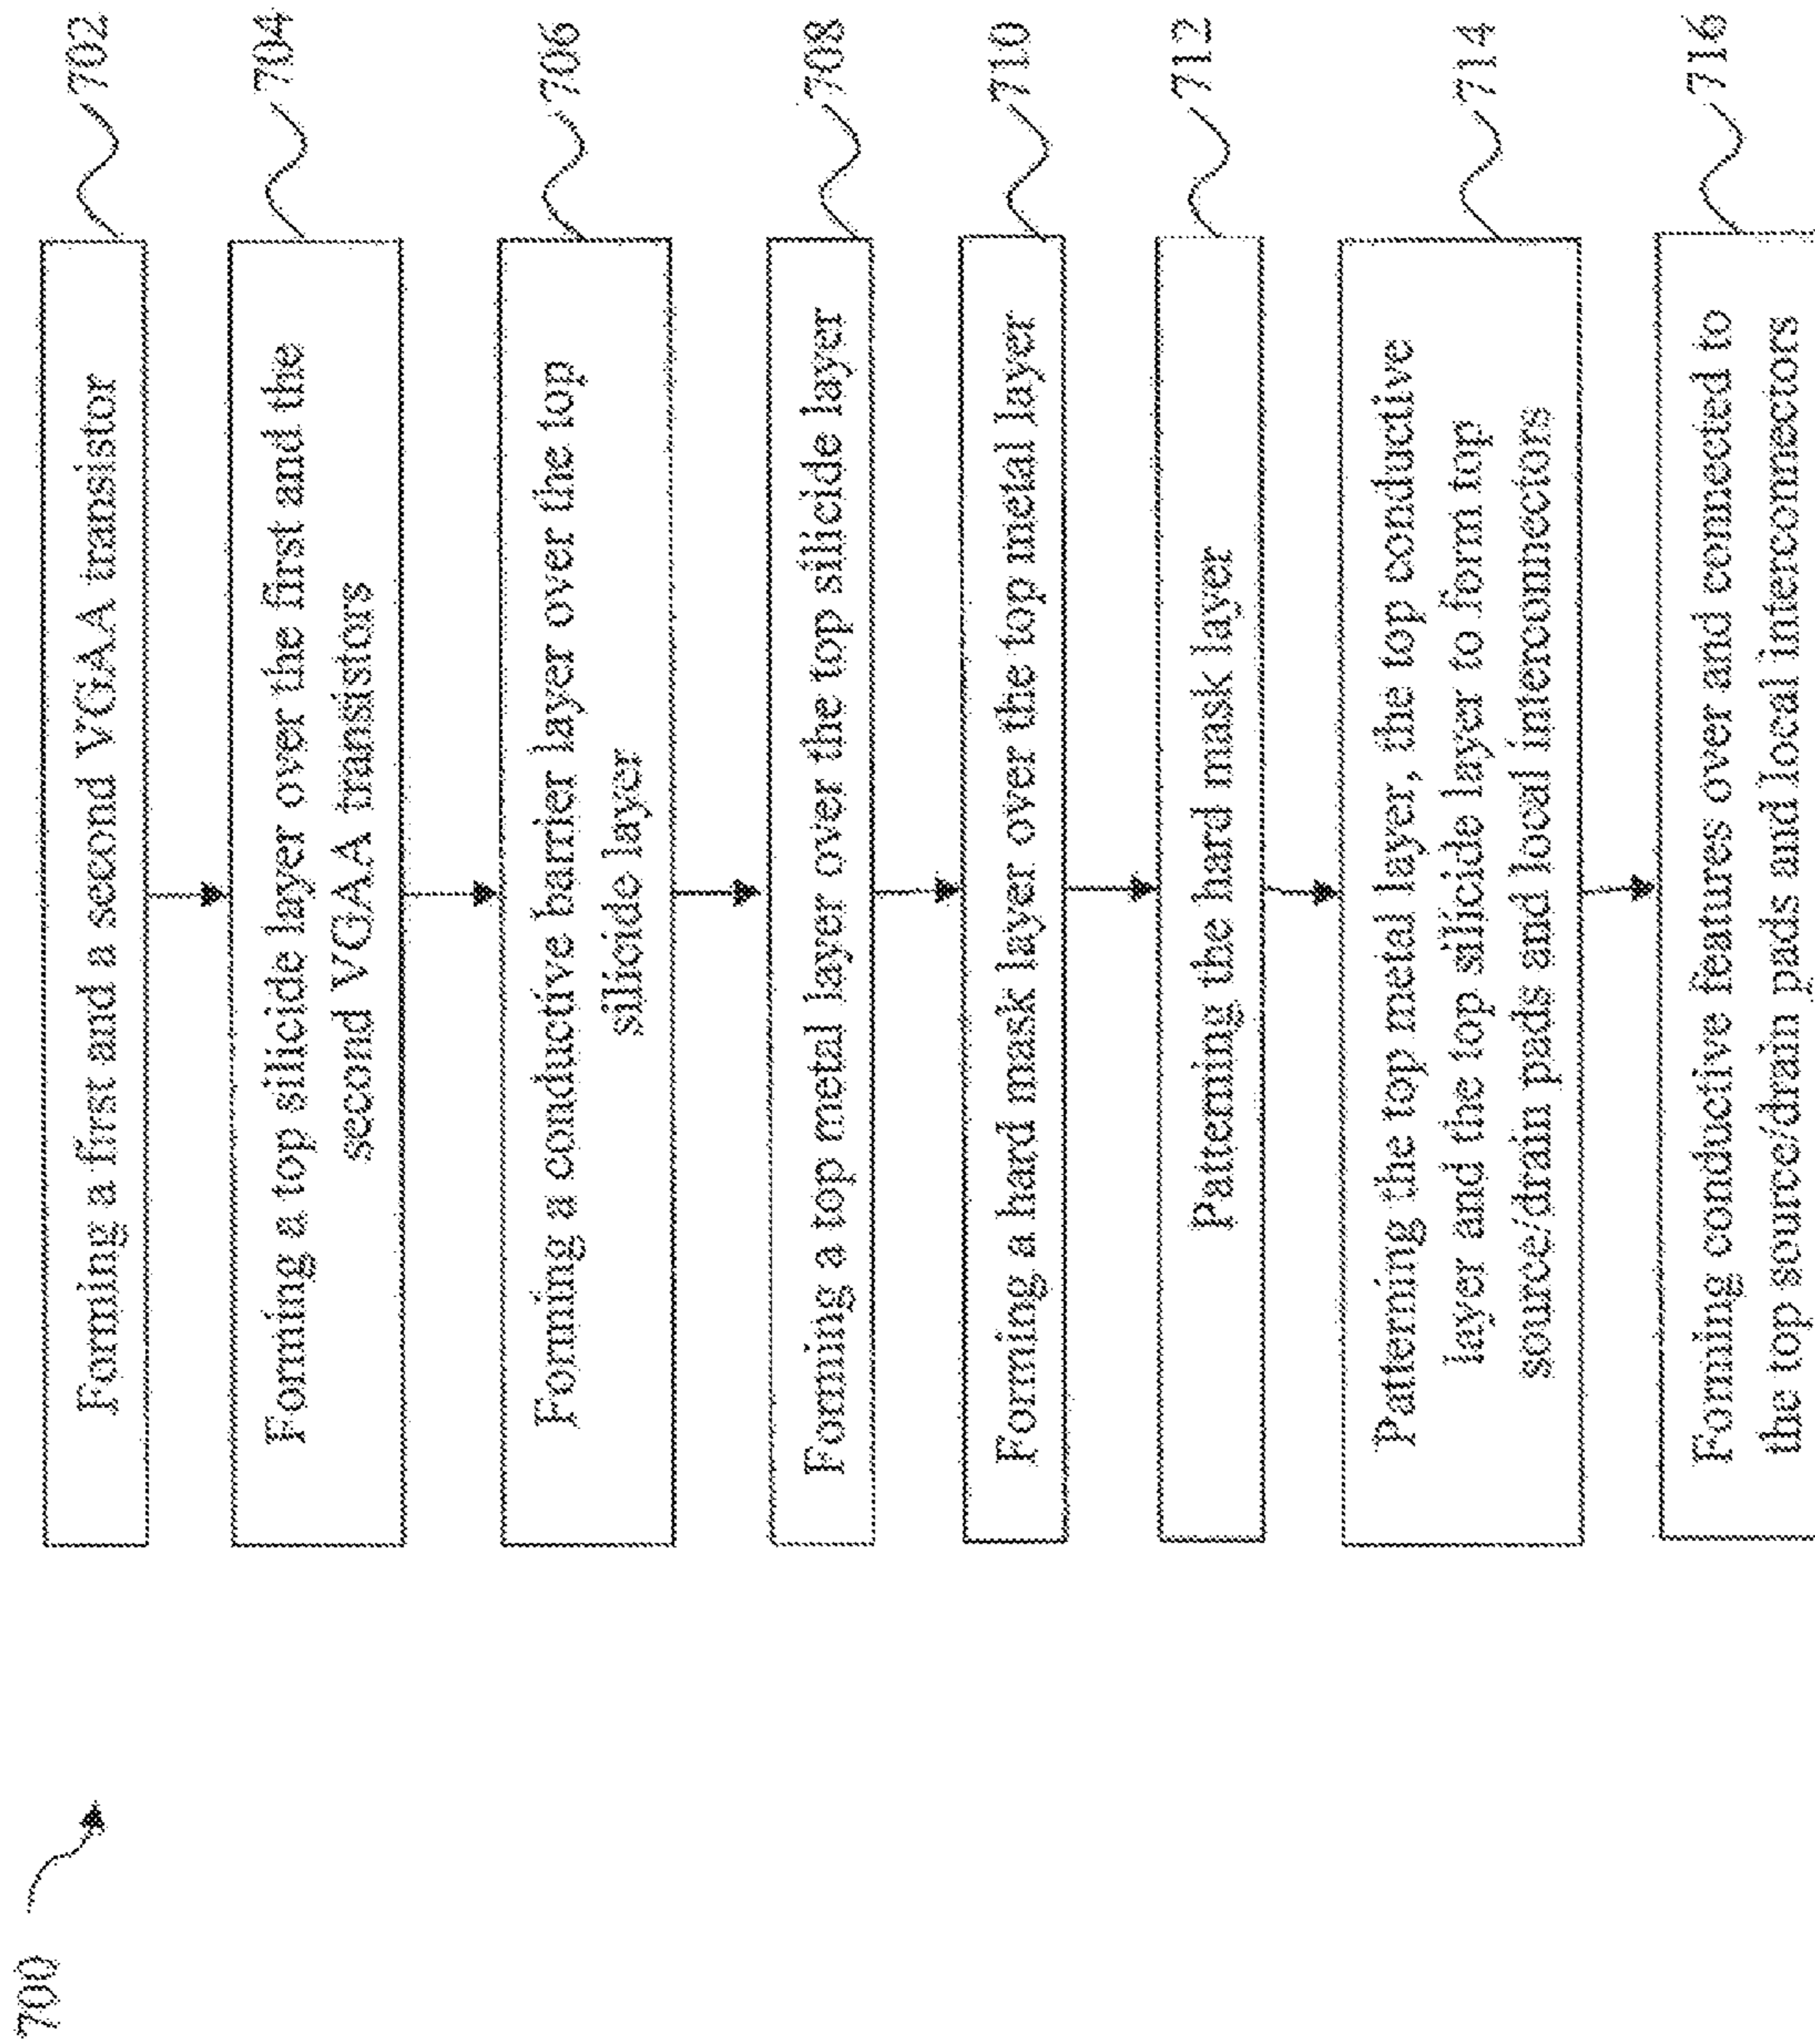 700
Forming a first and a second VGAA transistor
702
Forming a top silicide layer over the first and the
second VGAA transistors
704
Forming a conductive barrier layer over the top
silicide layer
706
Forming a top metal layer over the top silicide layer
708
Forming a hard mask layer over the top metal layer
710
Patterning the hard mask layer
712
Patterning the top metal layer, the top conductive
layer and the top silicide layer to form top
source/drain pads and local interconnectors
714
Forming conductive features over and connected to
the top source/drain pads and local interconnectors
716